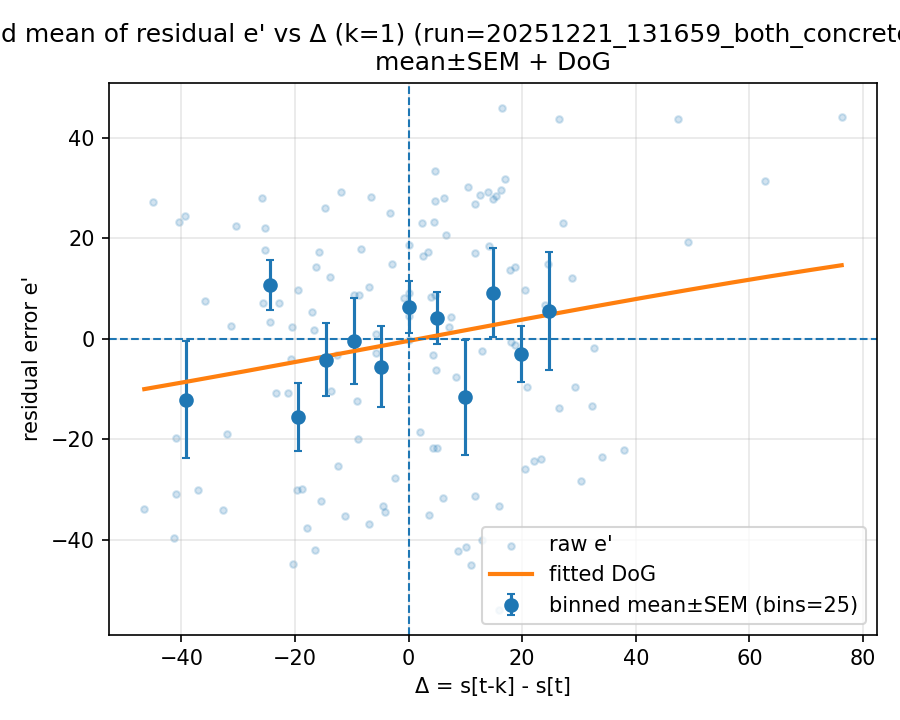 d mean of residual e' vs Δ (k=1) (run=20251221_131659_both_concrete
mean±SEM + DoG
residual error e'
40
20
0
−20
−40
−40
−20
0
20
40
60
80
Δ = s[t-k] - s[t]
raw e'
fitted DoG
binned mean±SEM (bins=25)